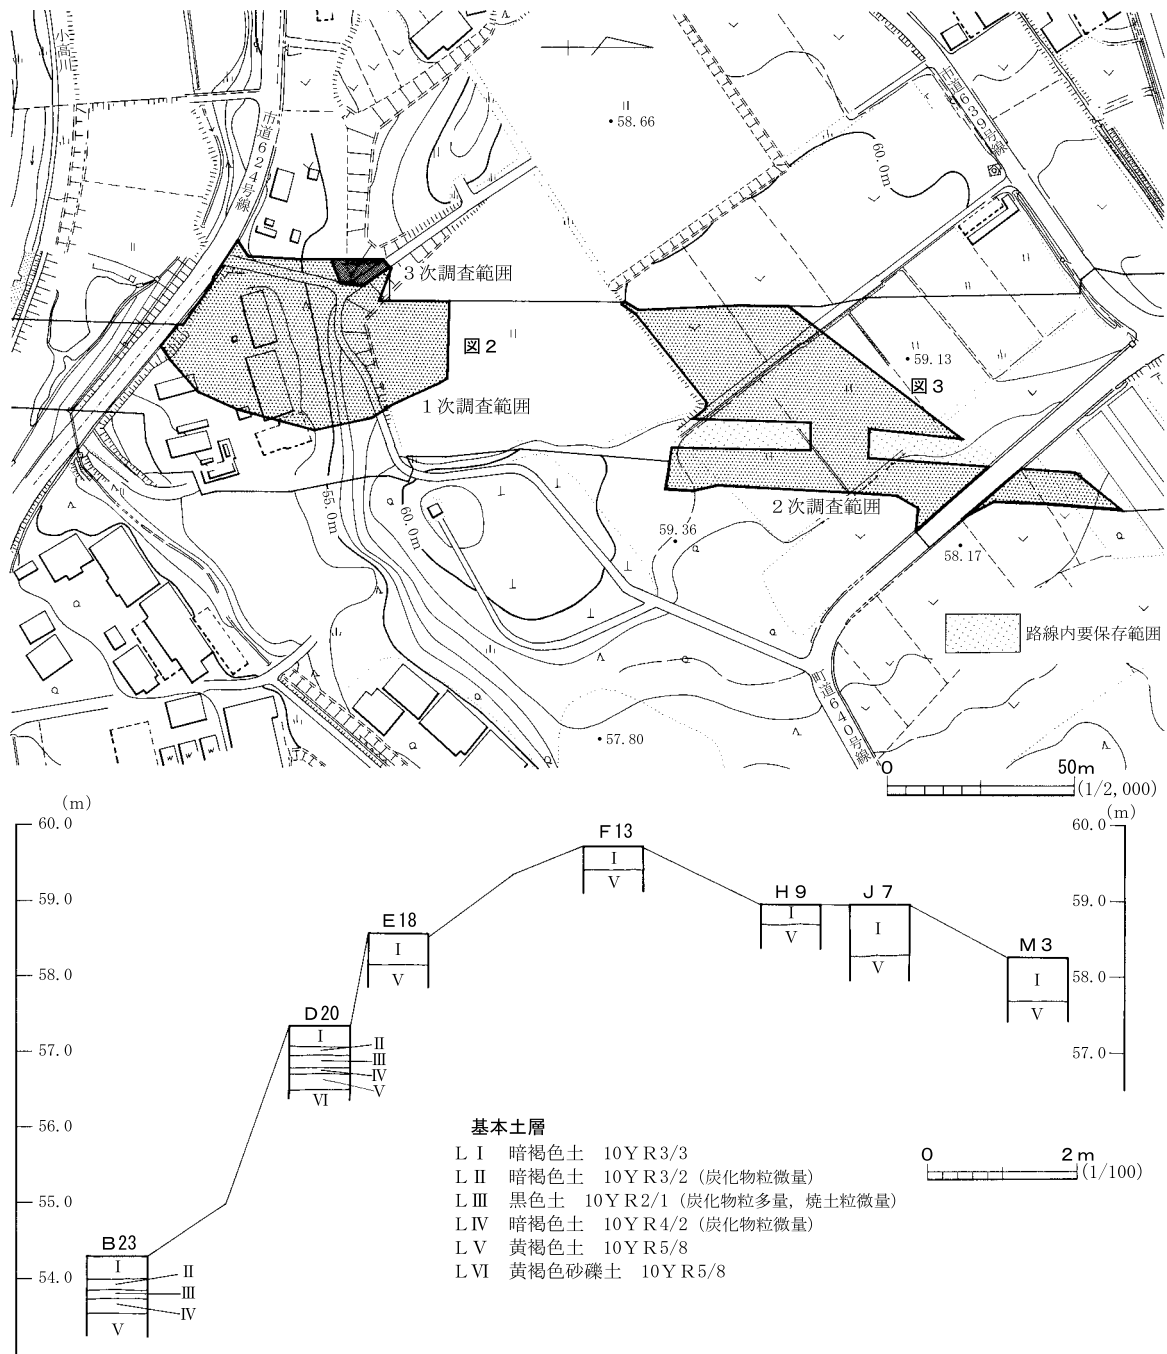 小高川
市道624号線
市道639号線
58.66
60.0m
3次調査範囲
図2
59.13
図3
1次調査範囲
2次調査範囲
55.0m
60.0m
59.36
58.17
路線内要保存範囲
町道640号線
57.80
0 50m
(1/2,000)
(m)
60.0
59.0
58.0
57.0
56.0
55.0
54.0
(m)
60.0
59.0
58.0
57.0
F13
I
V
H9
I
V
J7
I
V
M3
I
V
E18
I
V
D20
I
II
III
IV
V
VI
B23
I
II
III
IV
V
基本土層
LⅠ 暗褐色土 10YR3/3
LⅡ 暗褐色土 10YR3/2(炭化物粒微量)
LⅢ 黒色土 10YR2/1(炭化物粒多量,焼土粒微量)
LⅣ 暗褐色土 10YR4/2(炭化物粒微量)
LⅤ 黄褐色土 10YR5/8
LⅥ 黄褐色砂礫土 10YR5/8
0 2m
(1/100)